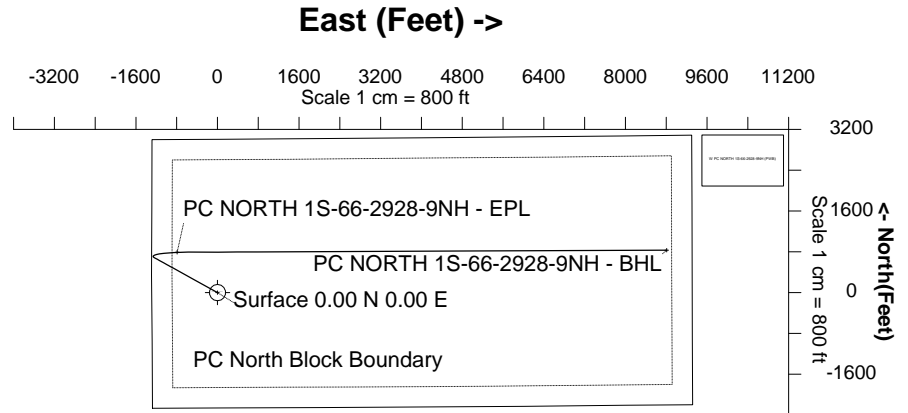 East (Feet) ->
-3200 -1600 0 1600 3200 4800 6400 8000 9600 11200
Scale 1 cm = 800 ft
3200
1600
0
-1600
Scale 1 cm = 800 ft
<- North(Feet)
PC NORTH 1S-66-2928-9NH - EPL
PC NORTH 1S-66-2928-9NH - BHL
Surface 0.00 N 0.00 E
PC North Block Boundary